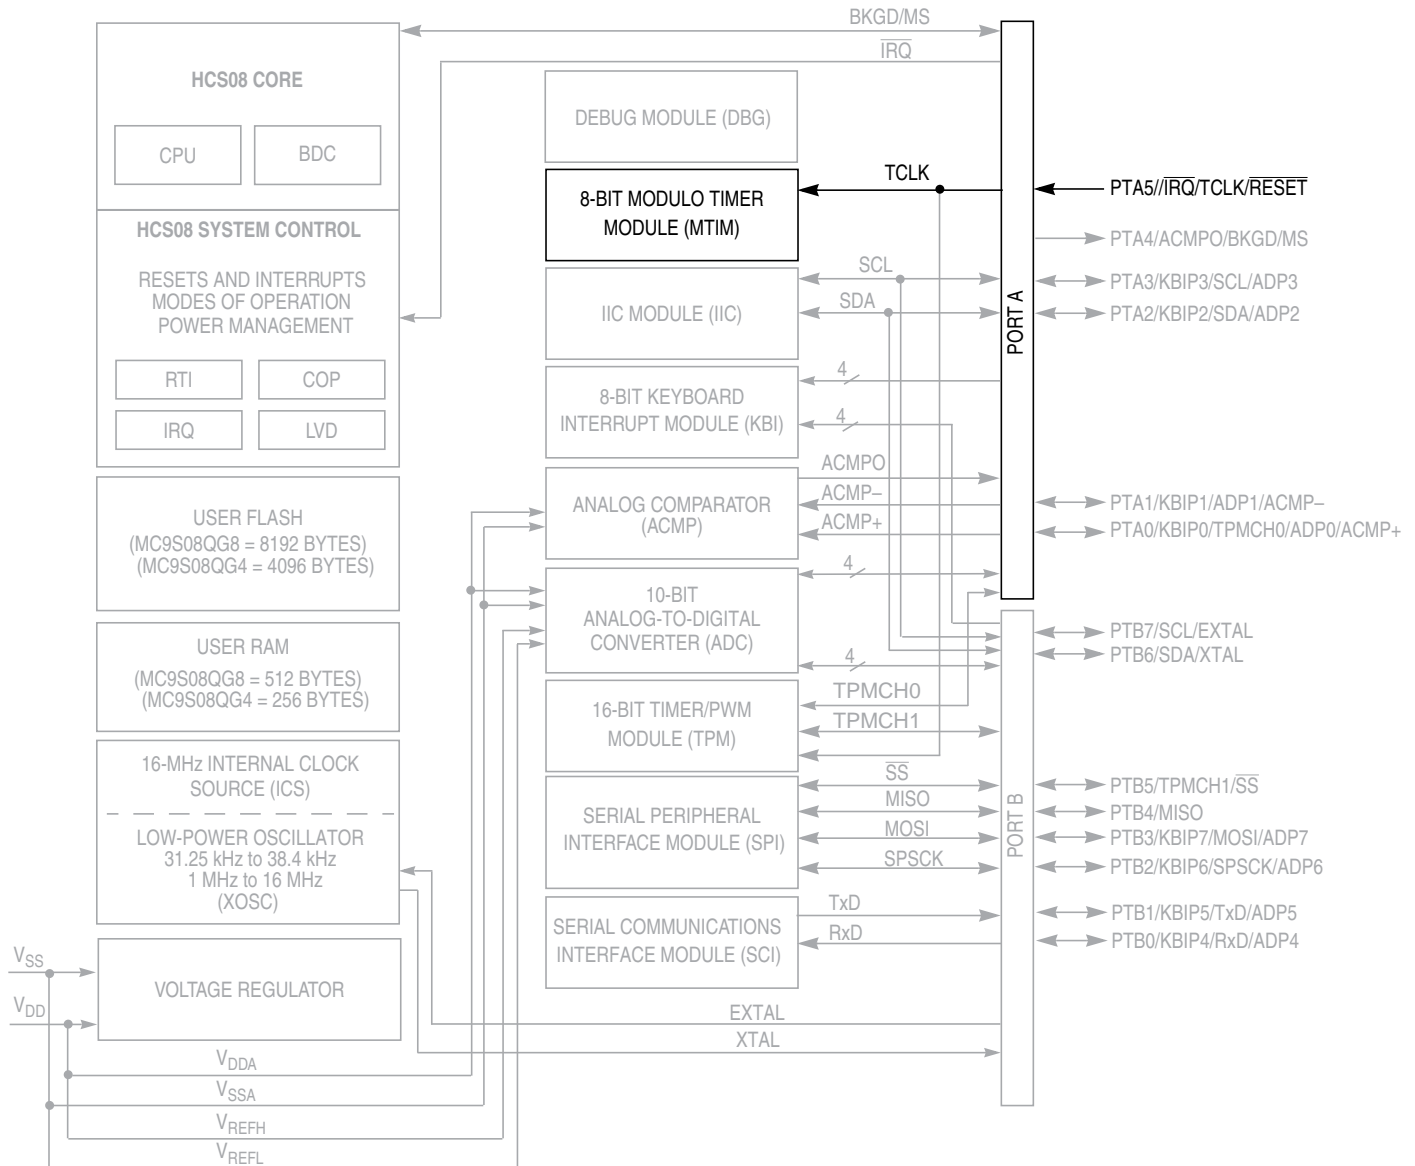 BKGD/MS
IRQ
HCS08 CORE
CPU
BDC
HCS08 SYSTEM CONTROL
RESETS AND INTERRUPTS
MODES OF OPERATION
POWER MANAGEMENT
RTI
COP
IRQ
LVD
USER FLASH
(MC9S08QG8 = 8192 BYTES)
(MC9S08QG4 = 4096 BYTES)
USER RAM
(MC9S08QG8 = 512 BYTES)
(MC9S08QG4 = 256 BYTES)
16-MHz INTERNAL CLOCK
SOURCE (ICS)
LOW-POWER OSCILLATOR
31.25 kHz to 38.4 kHz
1 MHz to 16 MHz
(XOSC)
VSS
VDD
VOLTAGE REGULATOR
VDDA
VSSA
VREFH
VREFL
DEBUG MODULE (DBG)
8-BIT MODULO TIMER
MODULE (MTIM)
TCLK
IIC MODULE (IIC)
SCL
SDA
8-BIT KEYBOARD
INTERRUPT MODULE (KBI)
4
4
ANALOG COMPARATOR
(ACMP)
ACMPO
ACMP–
ACMP+
10-BIT
ANALOG-TO-DIGITAL
CONVERTER (ADC)
4
4
16-BIT TIMER/PWM
MODULE (TPM)
TPMCH0
TPMCH1
SERIAL PERIPHERAL
INTERFACE MODULE (SPI)
SS
MISO
MOSI
SPSCK
SERIAL COMMUNICATIONS
INTERFACE MODULE (SCI)
TxD
RxD
EXTAL
XTAL
PORT A
PTA5//IRQ/TCLK/RESET
PTA4/ACMPO/BKGD/MS
PTA3/KBIP3/SCL/ADP3
PTA2/KBIP2/SDA/ADP2
PTA1/KBIP1/ADP1/ACMP–
PTA0/KBIP0/TPMCH0/ADP0/ACMP+
PORT B
PTB7/SCL/EXTAL
PTB6/SDA/XTAL
PTB5/TPMCH1/SS
PTB4/MISO
PTB3/KBIP7/MOSI/ADP7
PTB2/KBIP6/SPSCK/ADP6
PTB1/KBIP5/TxD/ADP5
PTB0/KBIP4/RxD/ADP4